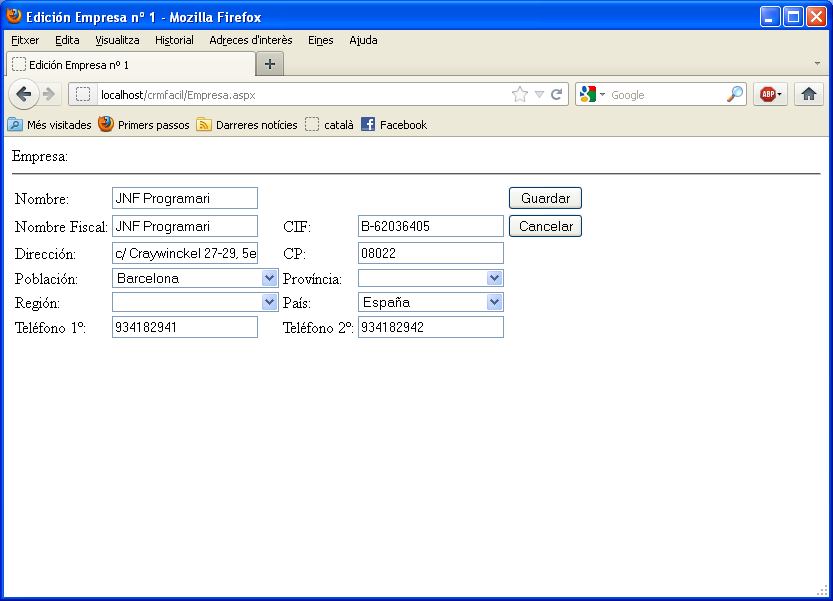 Edición Empresa nº 1 - Mozilla Firefox
Fitxer Edita Visualitza Historial Adreces d'interès Eines Ajuda
Edición Empresa nº 1
localhost/crmfacil/Empresa.aspx Google ABP
Més visitades Primers passos Darreres notícies català Facebook
Empresa:
Nombre: JNF Programari Guardar
Nombre Fiscal: JNF Programari CIF: B-62036405 Cancelar
Dirección: c/ Craywinckel 27-29, 5e CP: 08022
Población: Barcelona Província:
Región: País: España
Teléfono 1º: 934182941 Teléfono 2º: 934182942